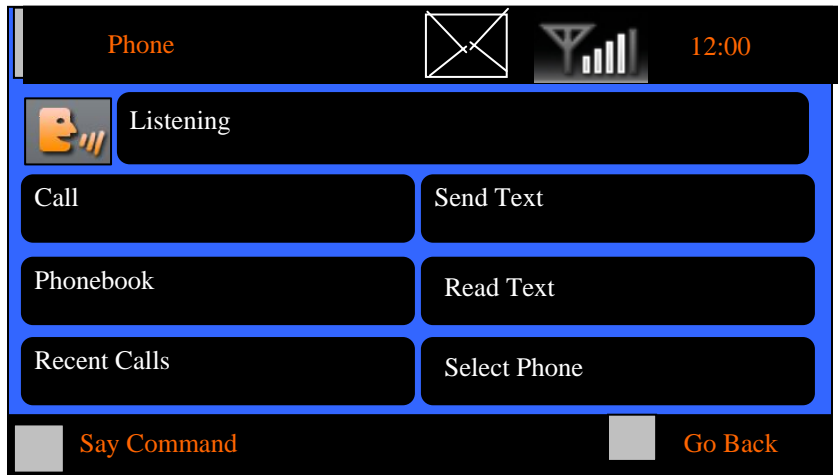 Phone 12:00
Listening
Call Send Text
Phonebook Read Text
Recent Calls Select Phone
Say Command Go Back